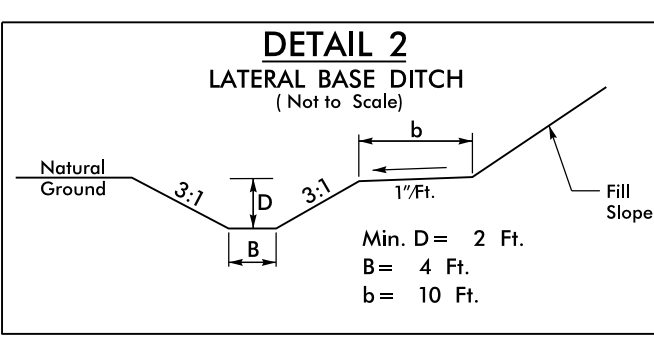 DETAIL 2
LATERAL BASE DITCH
( Not to Scale)
b
Natural
Ground
3:1
D
3:1
1"/Ft.
Fill
Slope
B
Min. D = 2 Ft.
B = 4 Ft.
b = 10 Ft.